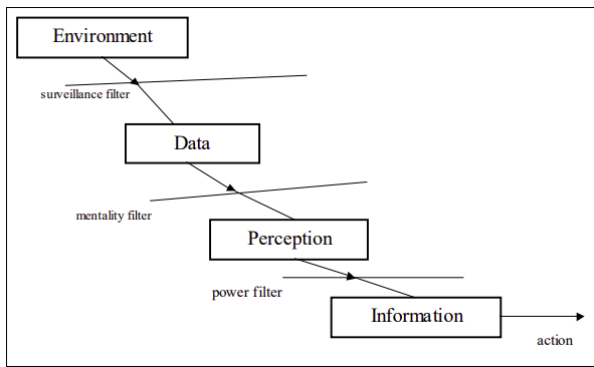 Environment
surveillance filter
Data
mentality filter
Perception
power filter
Information
action